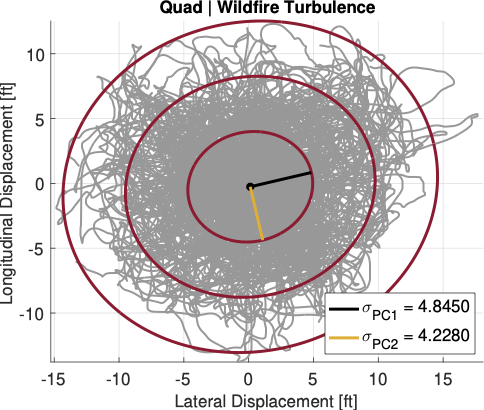 Quad | Wildfire Turbulence
Longitudinal Displacement [ft]
10
5
0
-5
-10
-15
-10
-5
0
5
10
15
Lateral Displacement [ft]
σPC1 = 4.8450
σPC2 = 4.2280